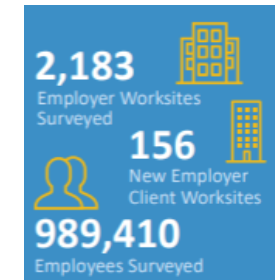 2,183
Employer Worksites
Surveyed
156
New Employer
Client Worksites
989,410
Employees Surveyed